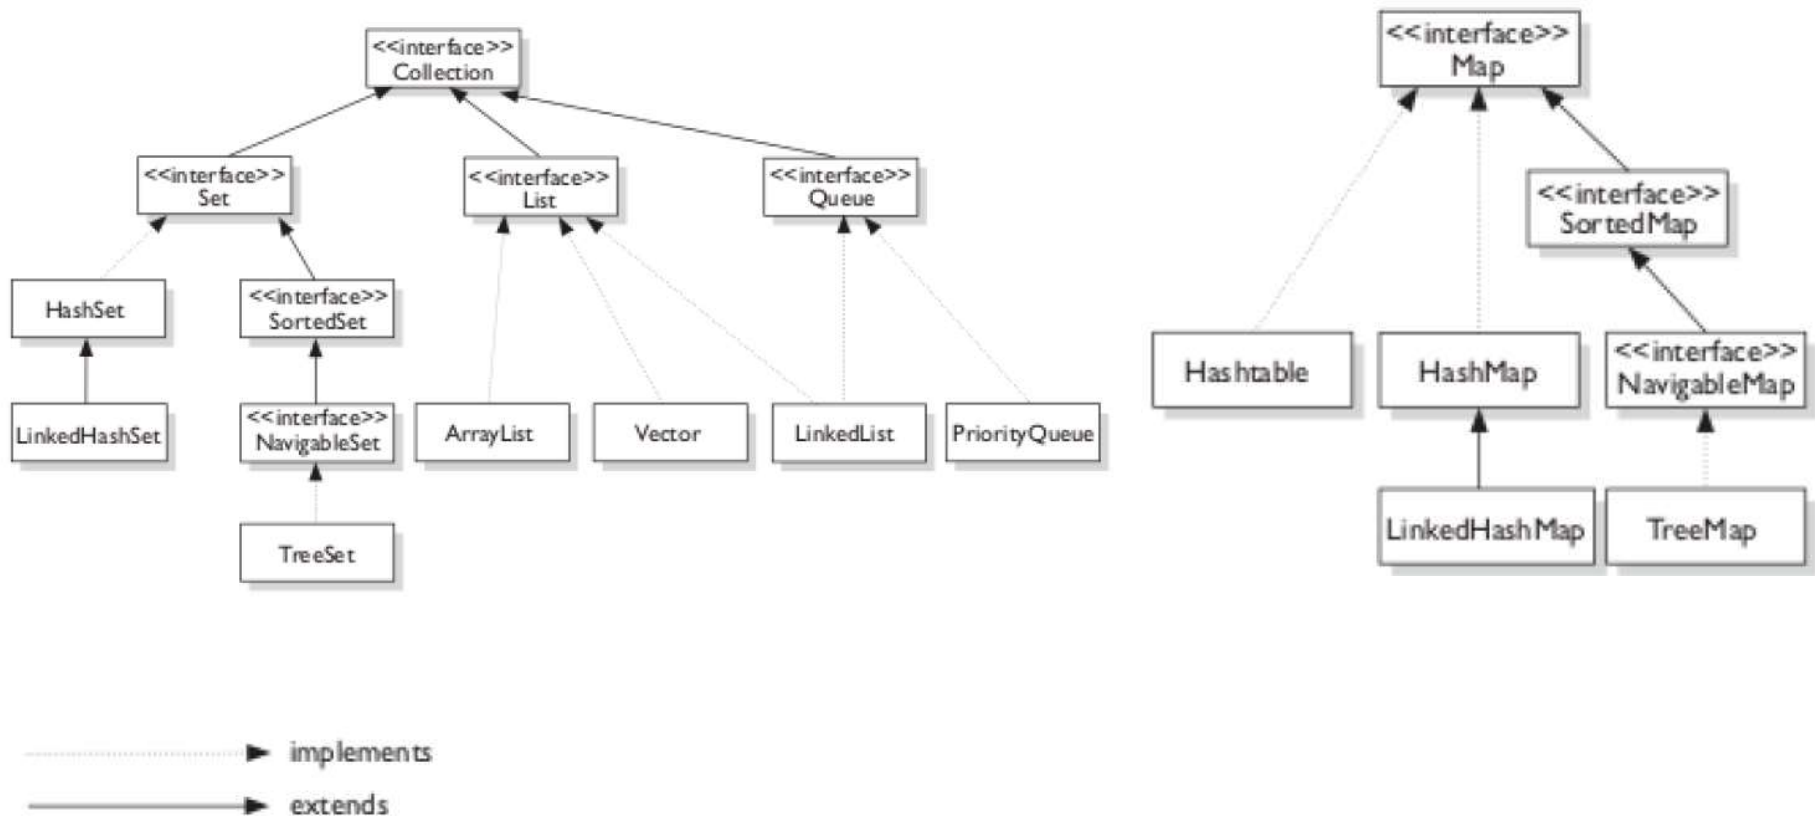 <<interface>>
Collection
<<interface>>
Set
<<interface>>
List
<<interface>>
Queue
HashSet
<<interface>>
SortedSet
LinkedHashSet
<<interface>>
NavigableSet
ArrayList
Vector
LinkedList
PriorityQueue
TreeSet
<<interface>>
Map
<<interface>>
SortedMap
Hashtable
HashMap
<<interface>>
NavigableMap
LinkedHashMap
TreeMap
implements
extends